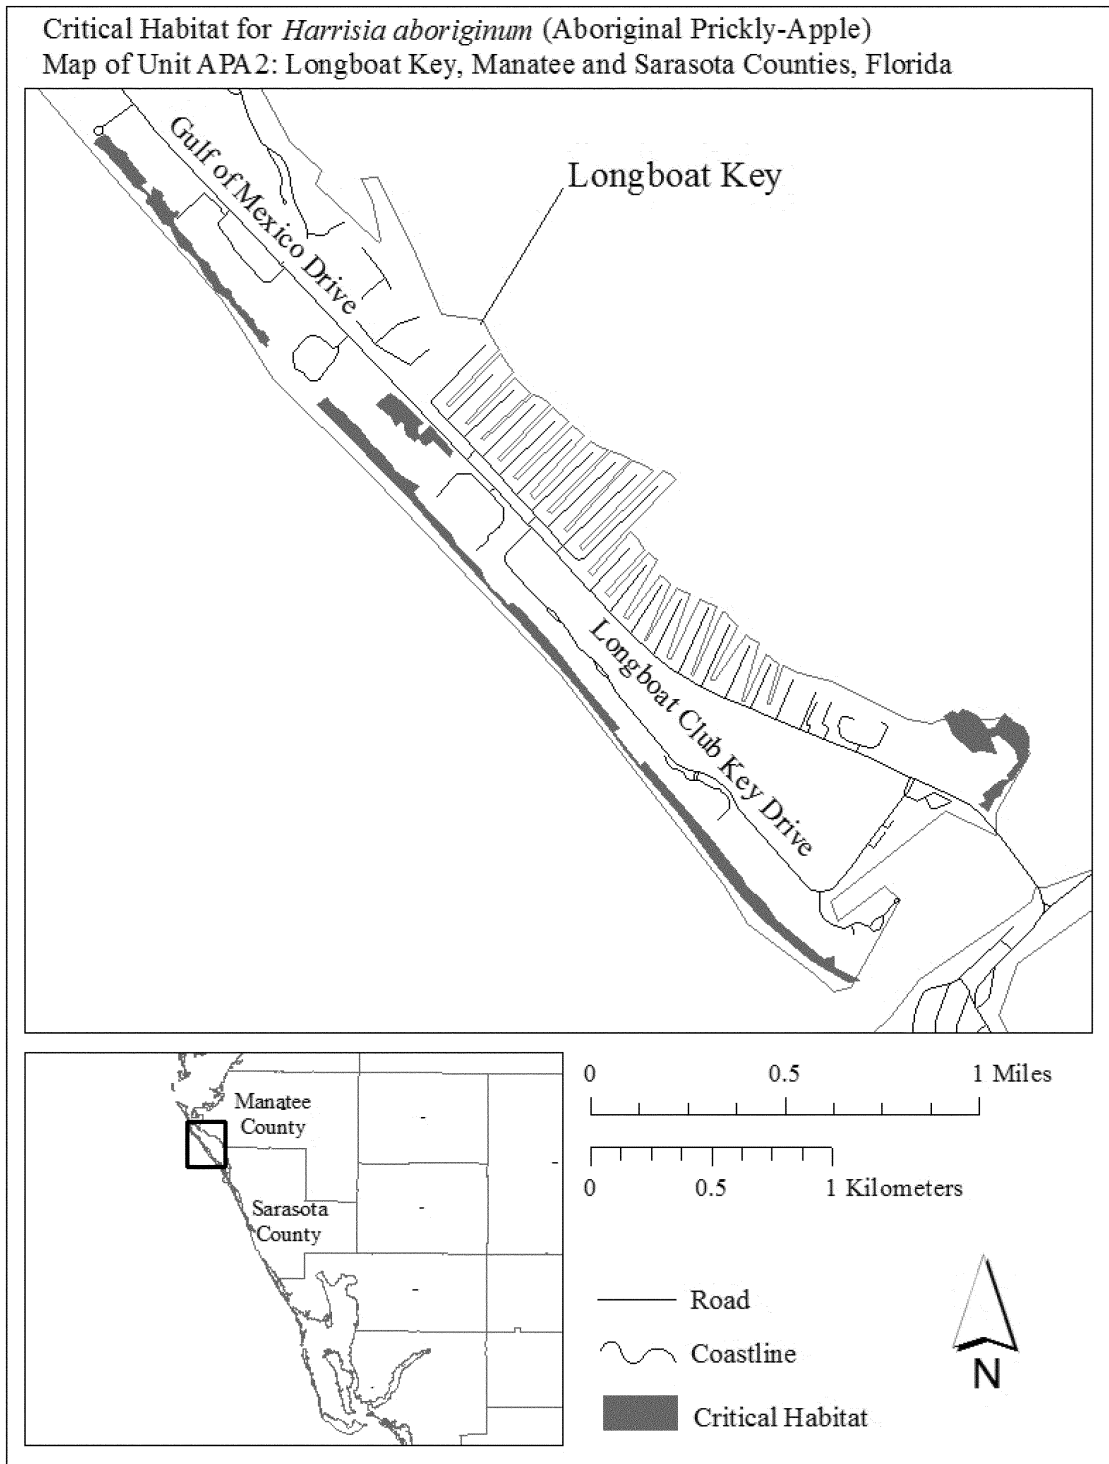 Critical Habitat for Harrisia aboriginum (Aboriginal Prickly-Apple)
Map of Unit APA2: Longboat Key, Manatee and Sarasota Counties, Florida
Gulf of Mexico Drive
Longboat Key
Longboat Club Key Drive
Manatee
County
Sarasota
County
0 0.5 1 Miles
0 0.5 1 Kilometers
Road
Coastline
Critical Habitat
N